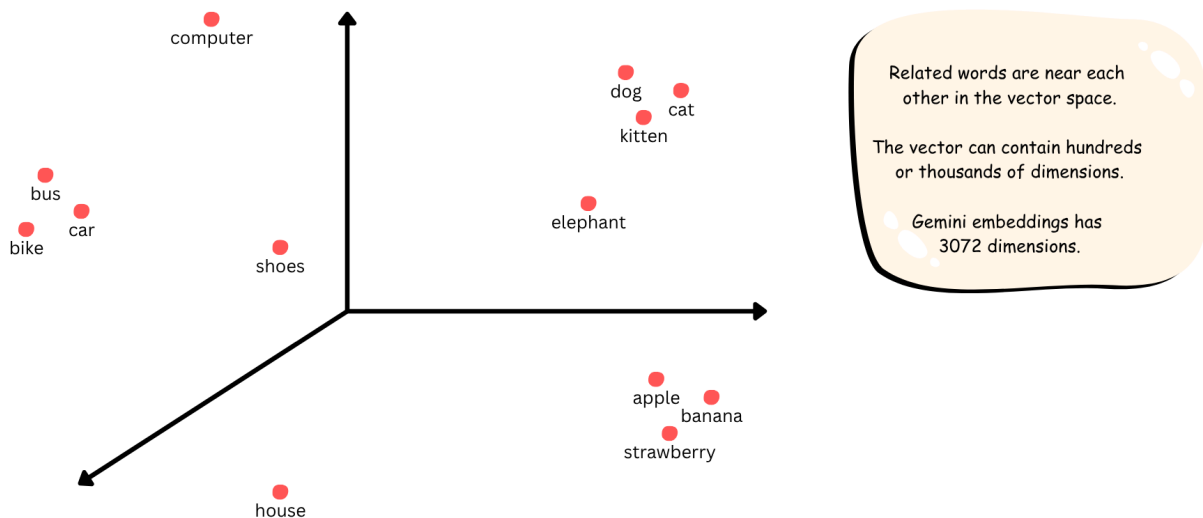 computer
dog
cat
kitten
bus
car
bike
elephant
shoes
apple
banana
strawberry
house
Related words are near each
other in the vector space.
The vector can contain hundreds
or thousands of dimensions.
Gemini embeddings has
3072 dimensions.